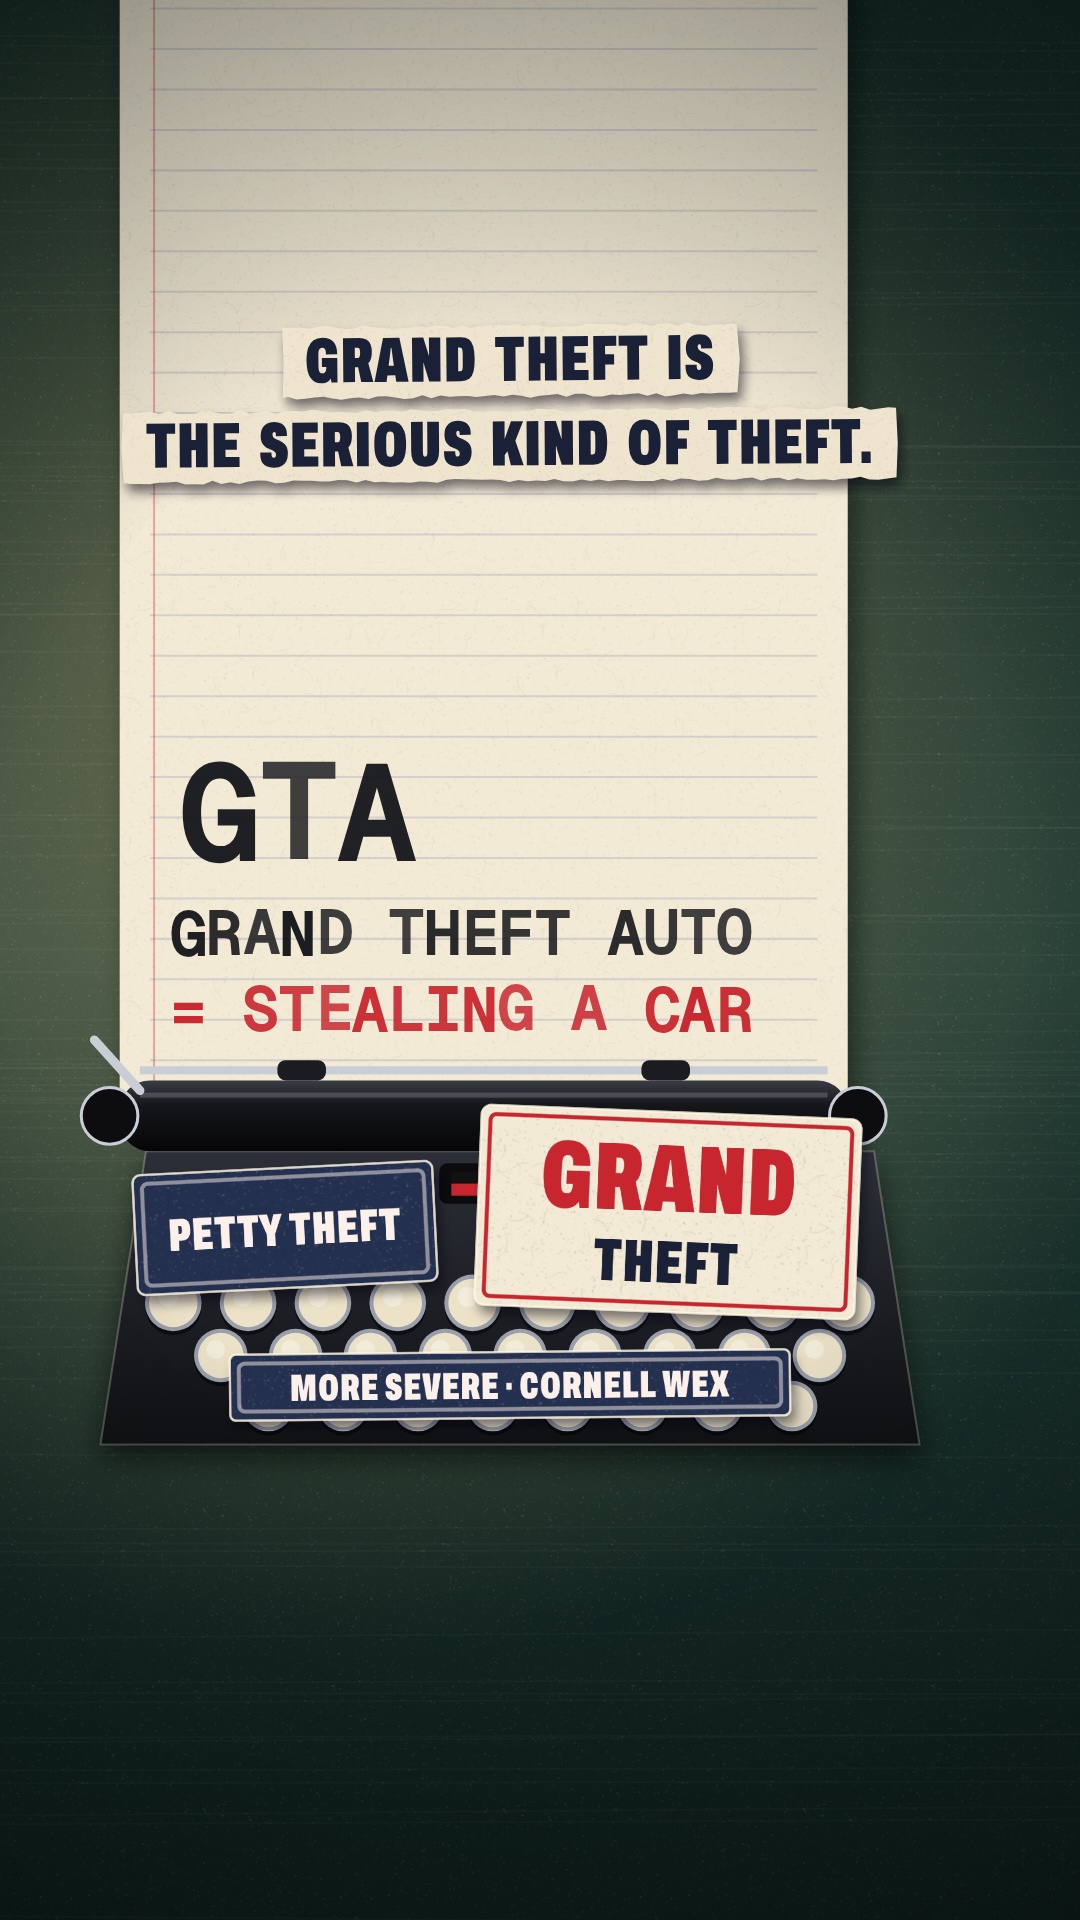 GRAND THEFT IS
THE SERIOUS KIND OF THEFT.
GTA
GRAND THEFT AUTO
= STEALING A CAR
PETTY THEFT
GRAND
THEFT
MORE SEVERE · CORNELL WEX